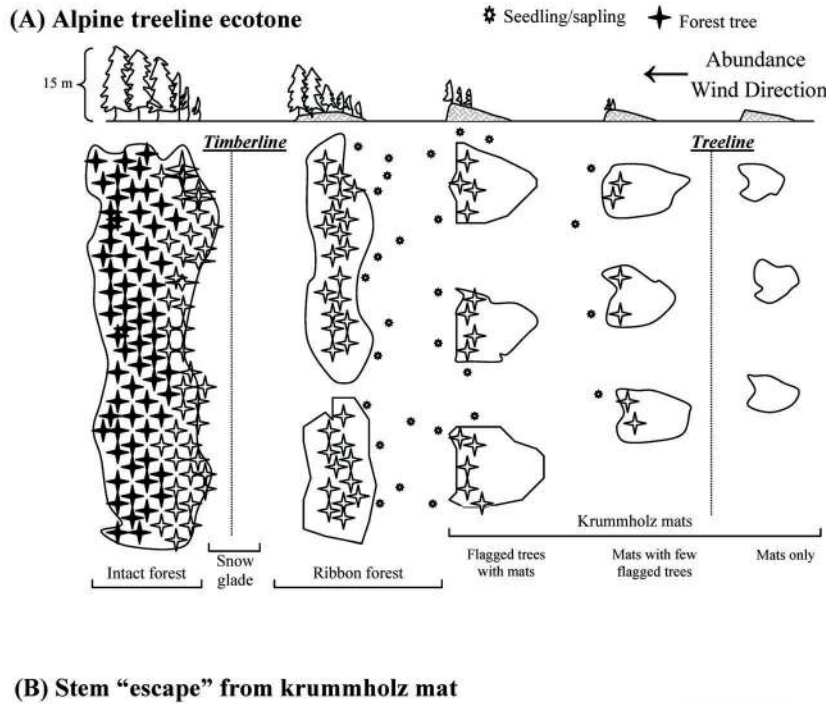 (A) Alpine treeline ecotone
Seedling/sapling
Forest tree
15 m
Abundance
Wind Direction
Timberline
Treeline
Krummholz mats
Intact forest
Snow
glade
Ribbon forest
Flagged trees
with mats
Mats with few
flagged trees
Mats only
(B) Stem “escape” from krummholz mat